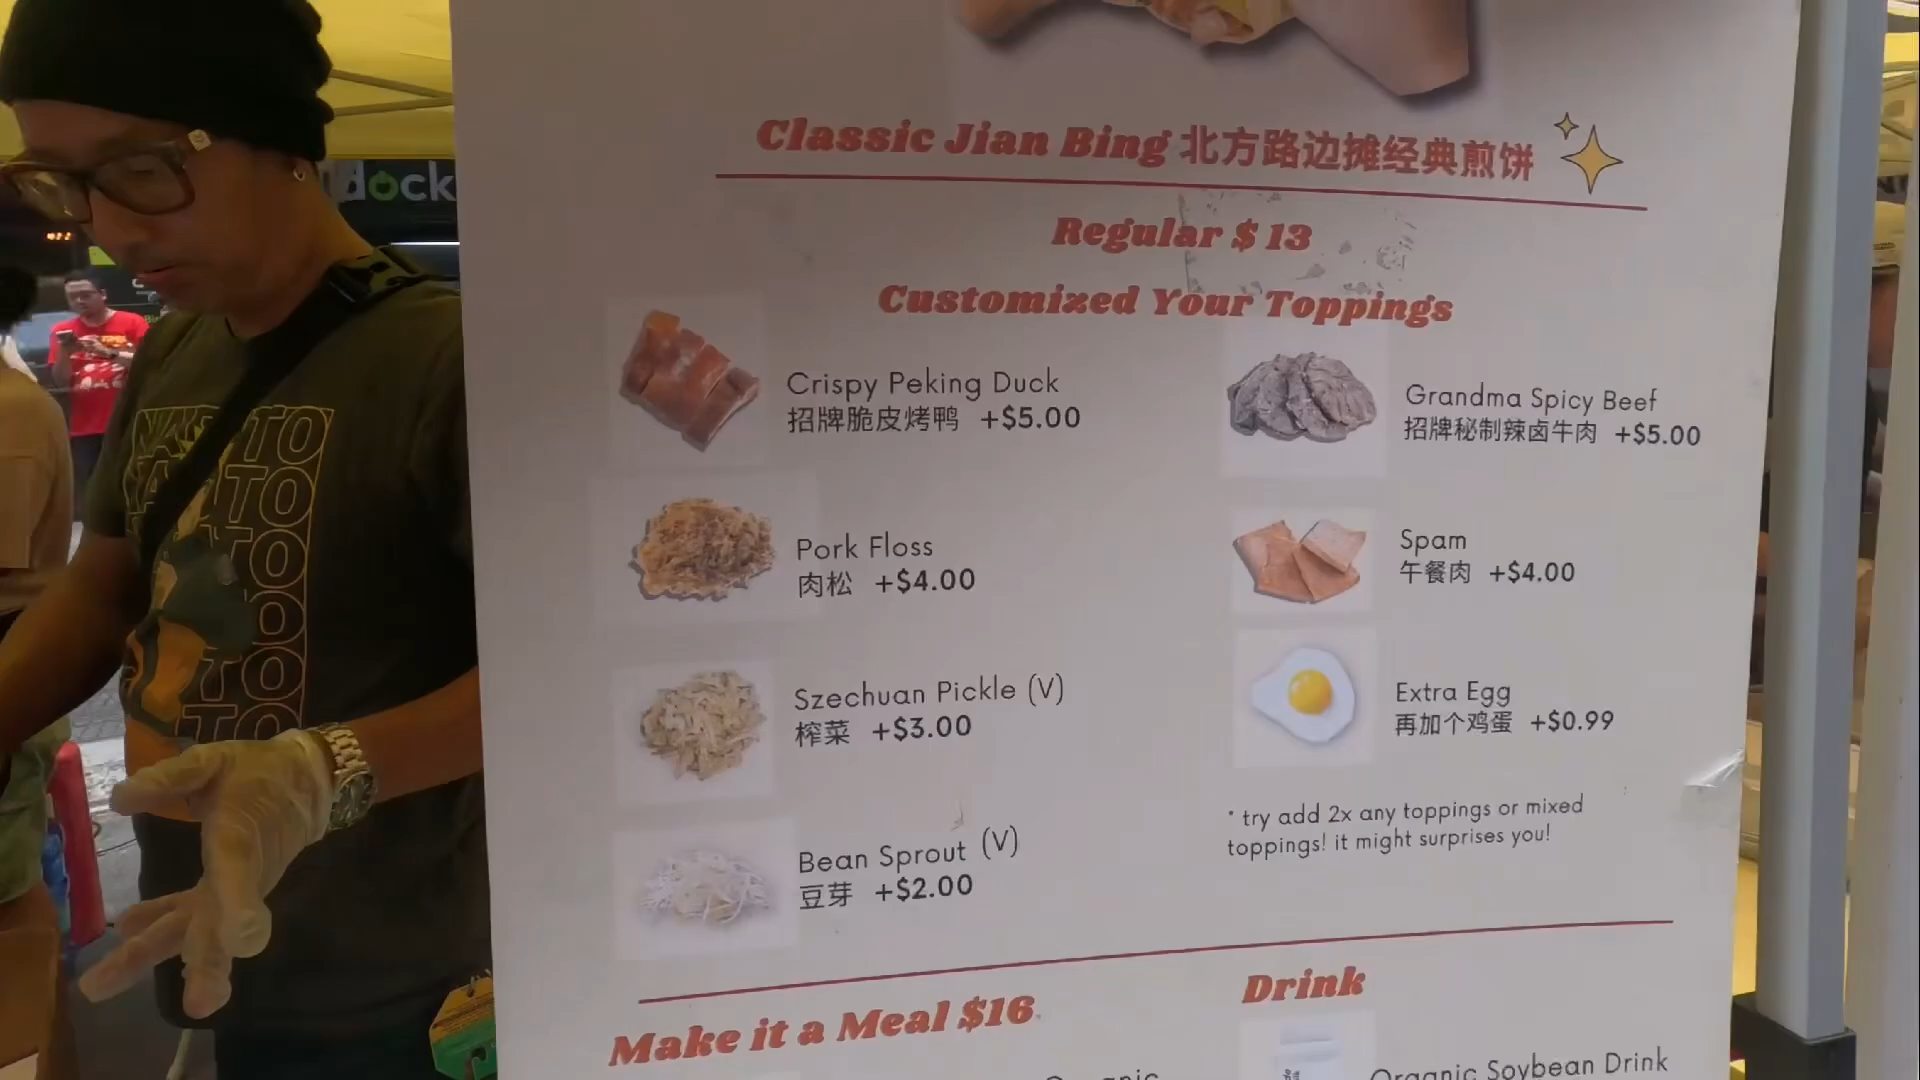 dock
Classic Jian Bing 北方路边摊经典煎饼
Regular $ 13
Customized Your Toppings
Crispy Peking Duck
招牌脆皮烤鸭 +$5.00
Grandma Spicy Beef
招牌秘制辣卤牛肉 +$5.00
Pork Floss
肉松 +$4.00
Spam
午餐肉 +$4.00
Szechuan Pickle (V)
榨菜 +$3.00
Extra Egg
再加个鸡蛋 +$0.99
Bean Sprout (V)
豆芽 +$2.00
* try add 2x any toppings or mixed
toppings! it might surprises you!
Make it a Meal $16
Drink
Organic Soybean Drink